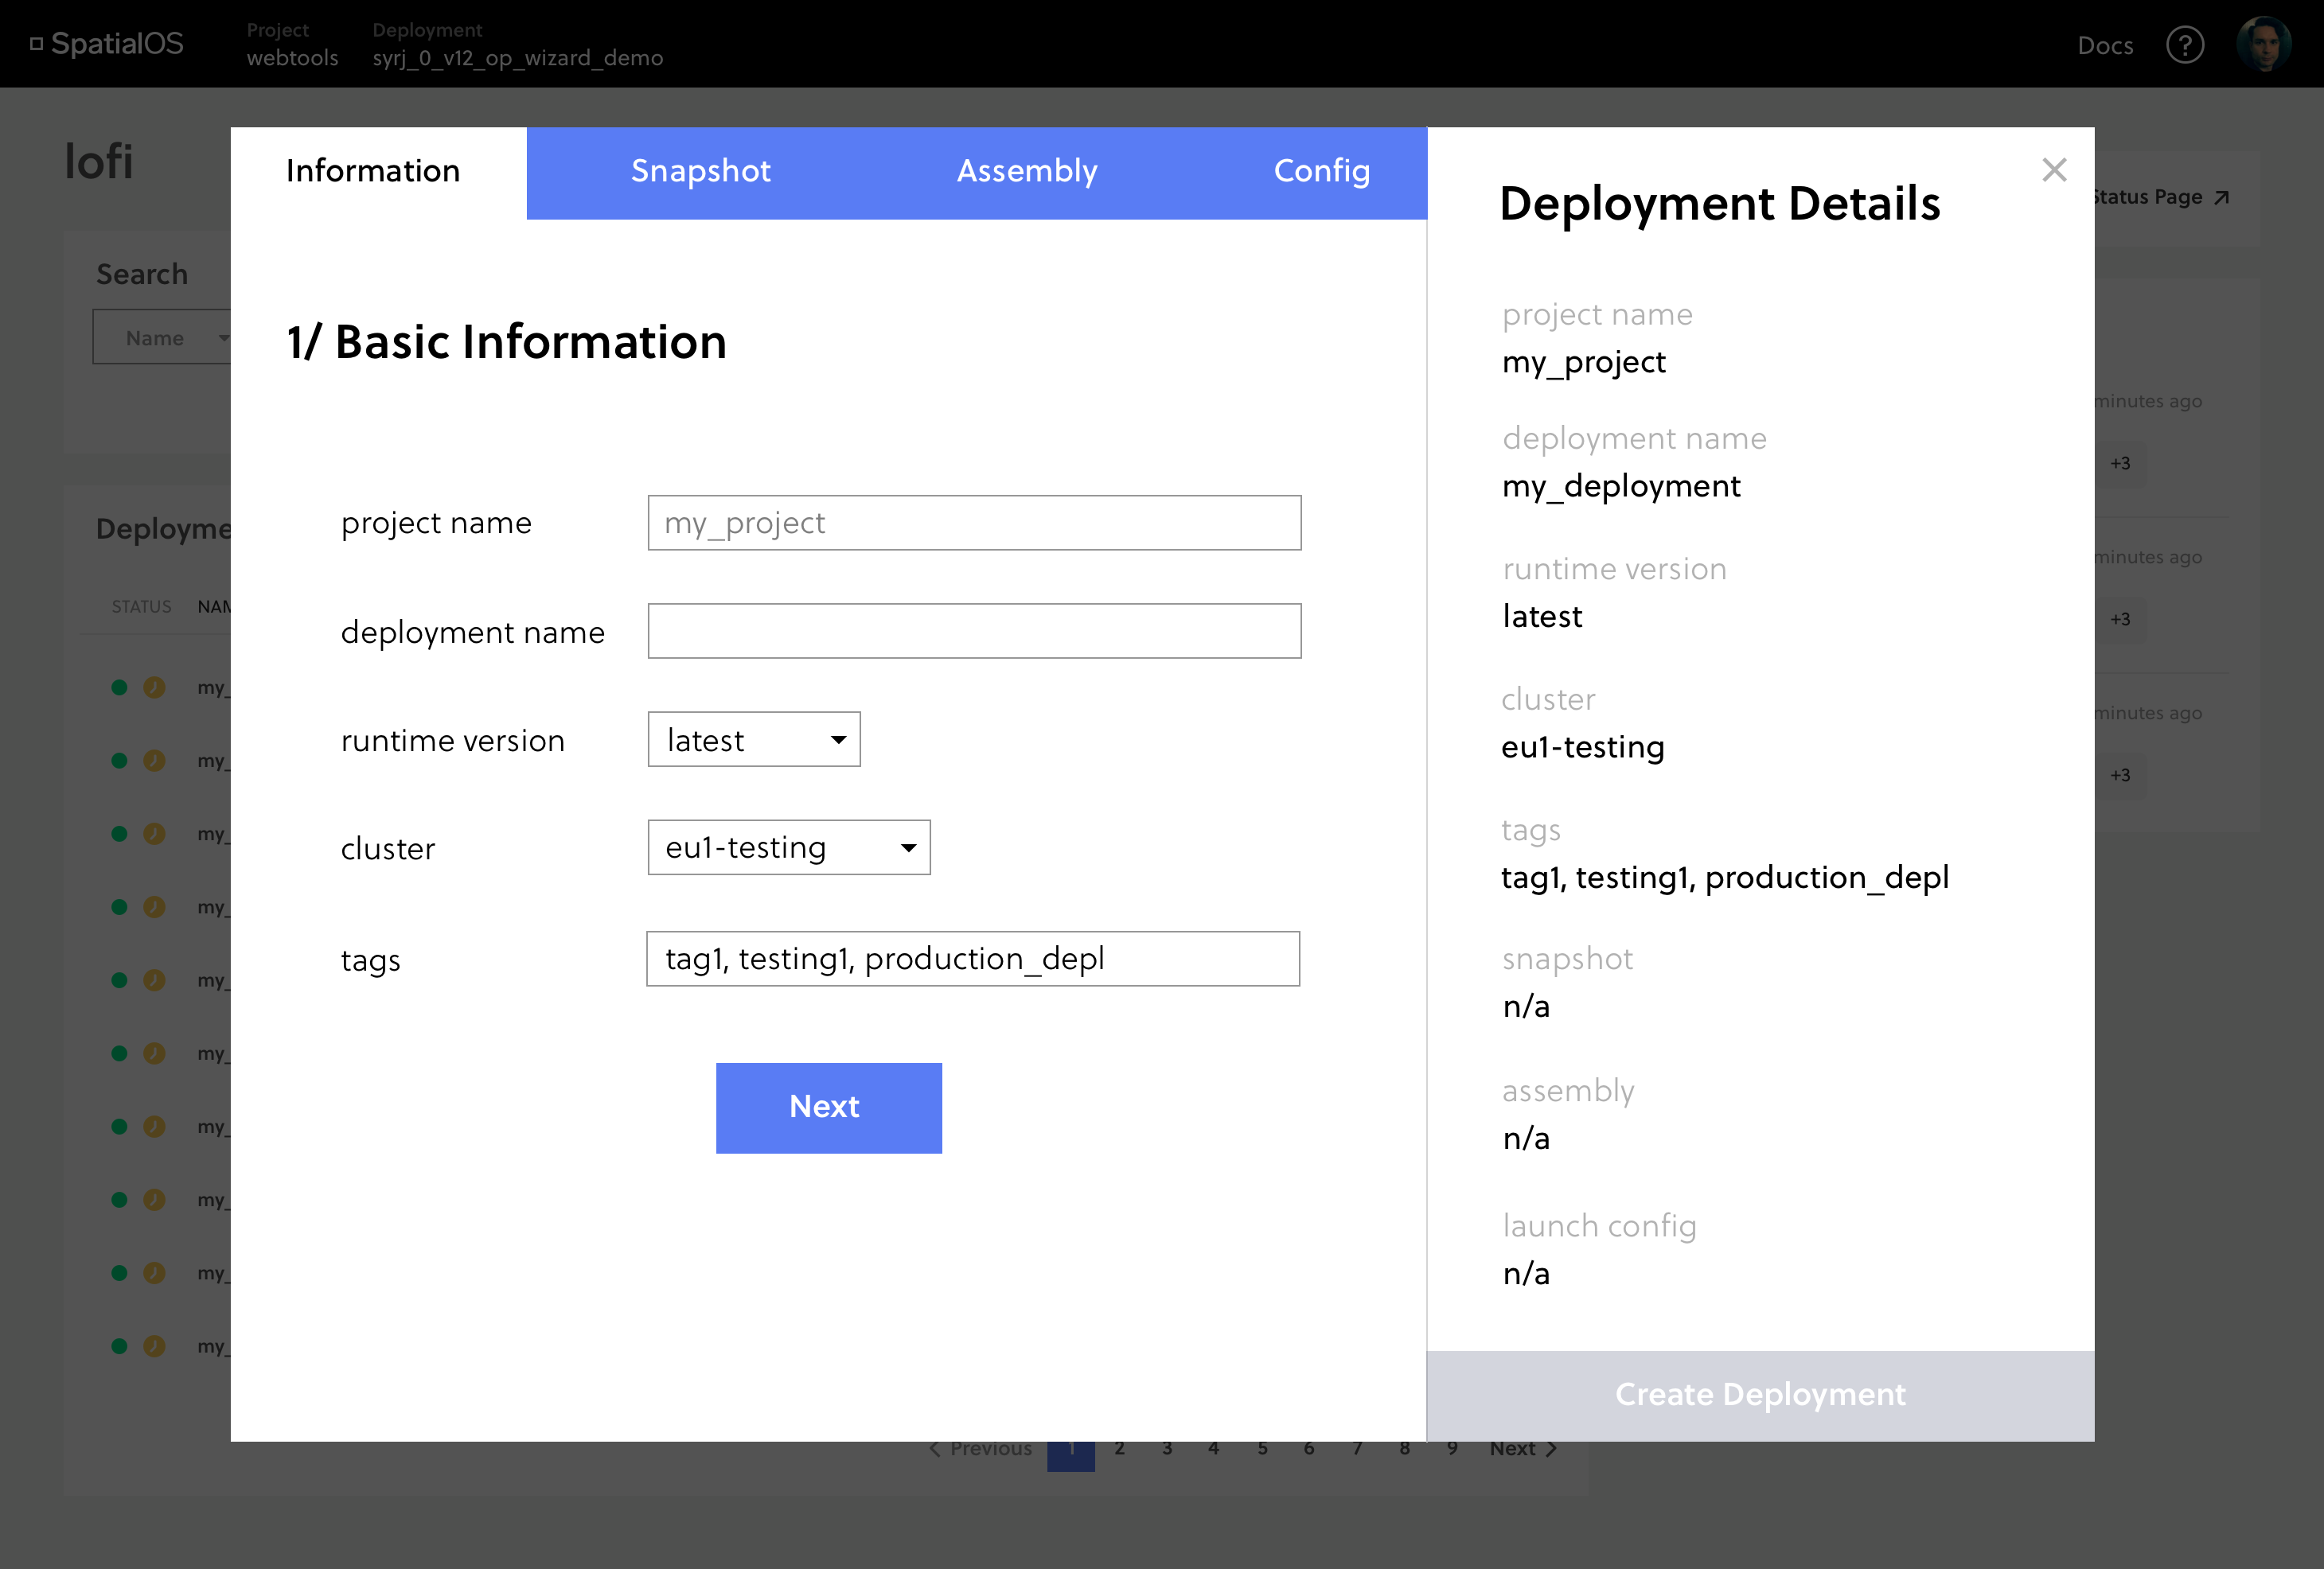 SpatialOS
Project
webtools
Deployment
syrj_0_v12_op_wizard_demo
Docs
?
lofi
Status Page
Search
Name
STATUS
my_
my_
my_
my_
my_
my_
my_
my_
my_
my_
minutes ago
+3
minutes ago
+3
minutes ago
+3
Previous
1
2
3
4
5
6
7
8
9
Next
Information
Snapshot
Assembly
Config
1/ Basic Information
project name
my_project
deployment name
runtime version
latest
cluster
eu1-testing
tags
tag1, testing1, production_depl
Next
Deployment Details
project name
my_project
deployment name
my_deployment
runtime version
latest
cluster
eu1-testing
tags
tag1, testing1, production_depl
snapshot
n/a
assembly
n/a
launch config
n/a
Create Deployment